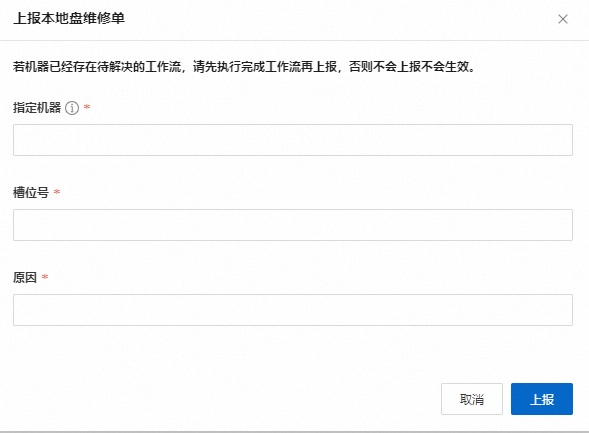 上报本地盘维修单
若机器已经存在待解决的工作流，请先执行完成工作流再上报，否则不会上报不会生效。
指定机器 *
槽位号 *
原因 *
取消 上报